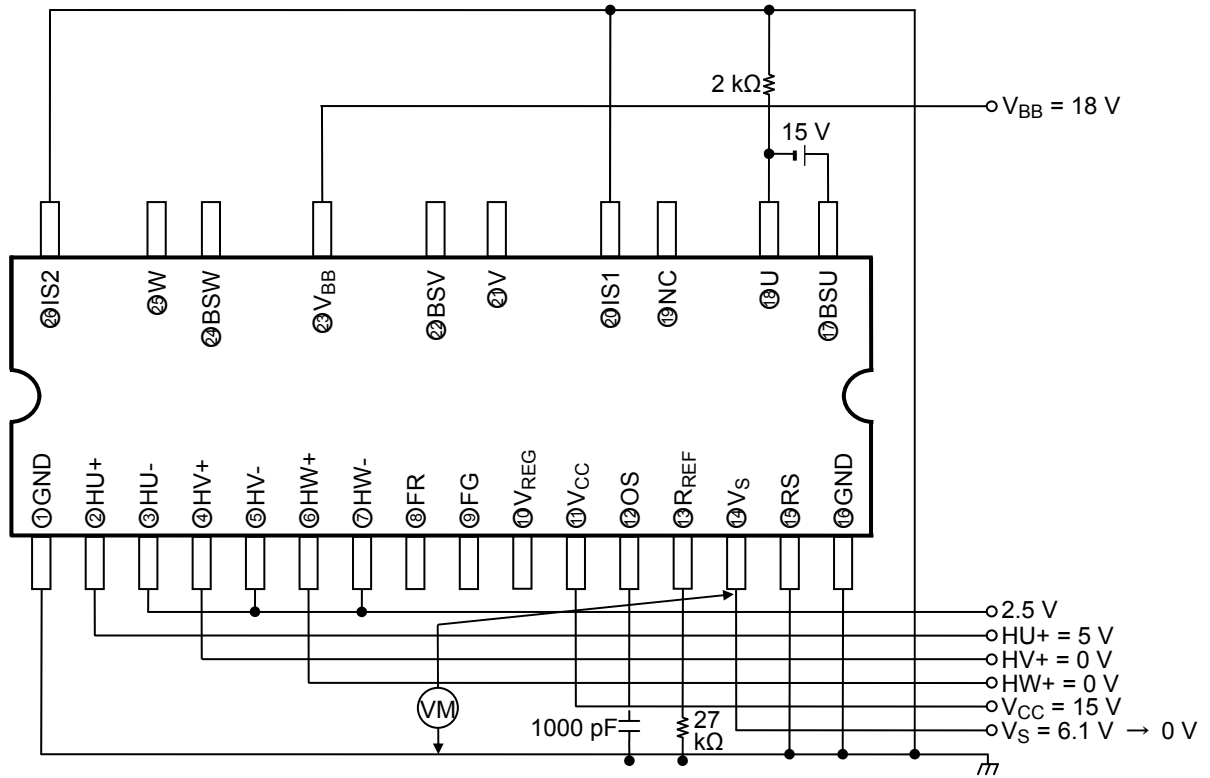 2 kΩ
VBB = 18 V
15 V
㉖IS2
㉕W
㉔BSW
㉓VBB
㉒BSV
㉑V
⑳IS1
⑲NC
⑱U
⑰BSU
①GND
②HU+
③HU-
④HV+
⑤HV-
⑥HW+
⑦HW-
⑧FR
⑨FG
⑩VREG
⑪VCC
⑫OS
⑬RREF
⑭VS
⑮RS
⑯GND
2.5 V
HU+ = 5 V
HV+ = 0 V
HW+ = 0 V
VCC = 15 V
VS = 6.1 V → 0 V
VM
1000 pF
27
kΩ